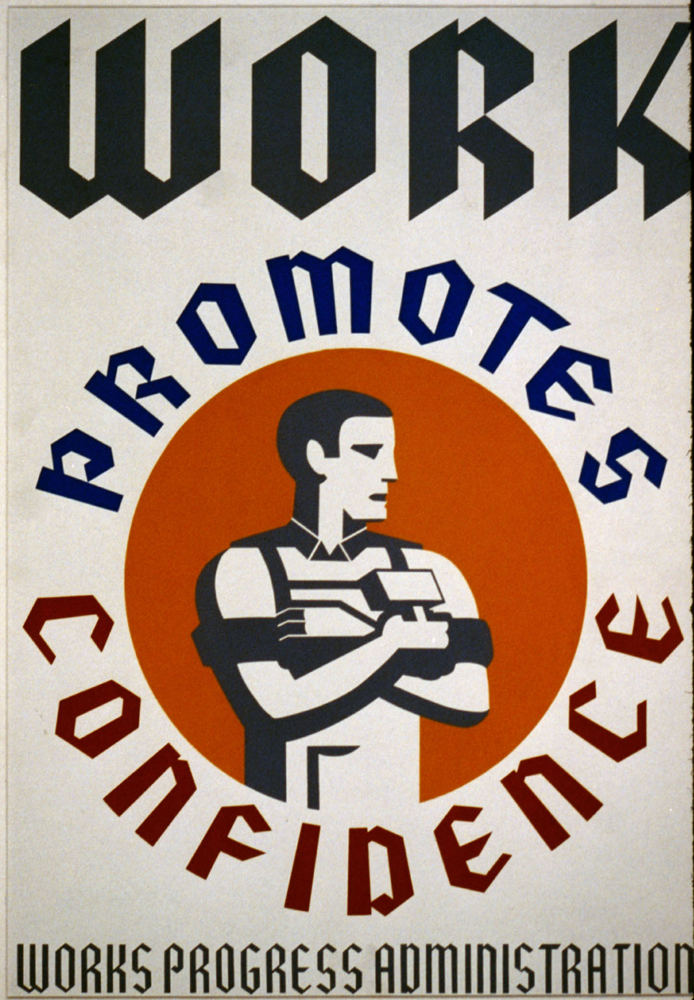 WORK
PROMOTES
CONFIDENCE
WORKS PROGRESS ADMINISTRATION